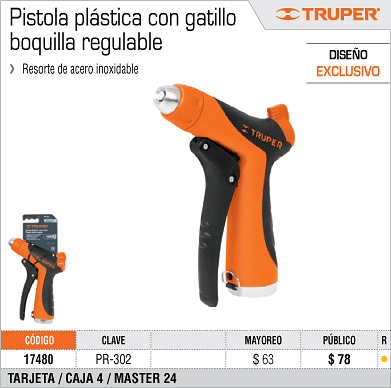 Pistola plástica con gatillo
boquilla regulable
Resorte de acero inoxidable
TRUPER®
DISEÑO
EXCLUSIVO
TRUPER
TRUPER
CÓDIGO CLAVE MAYOREO PÚBLICO R
17480 PR-302 $ 63 $ 78
TARJETA / CAJA 4 / MASTER 24